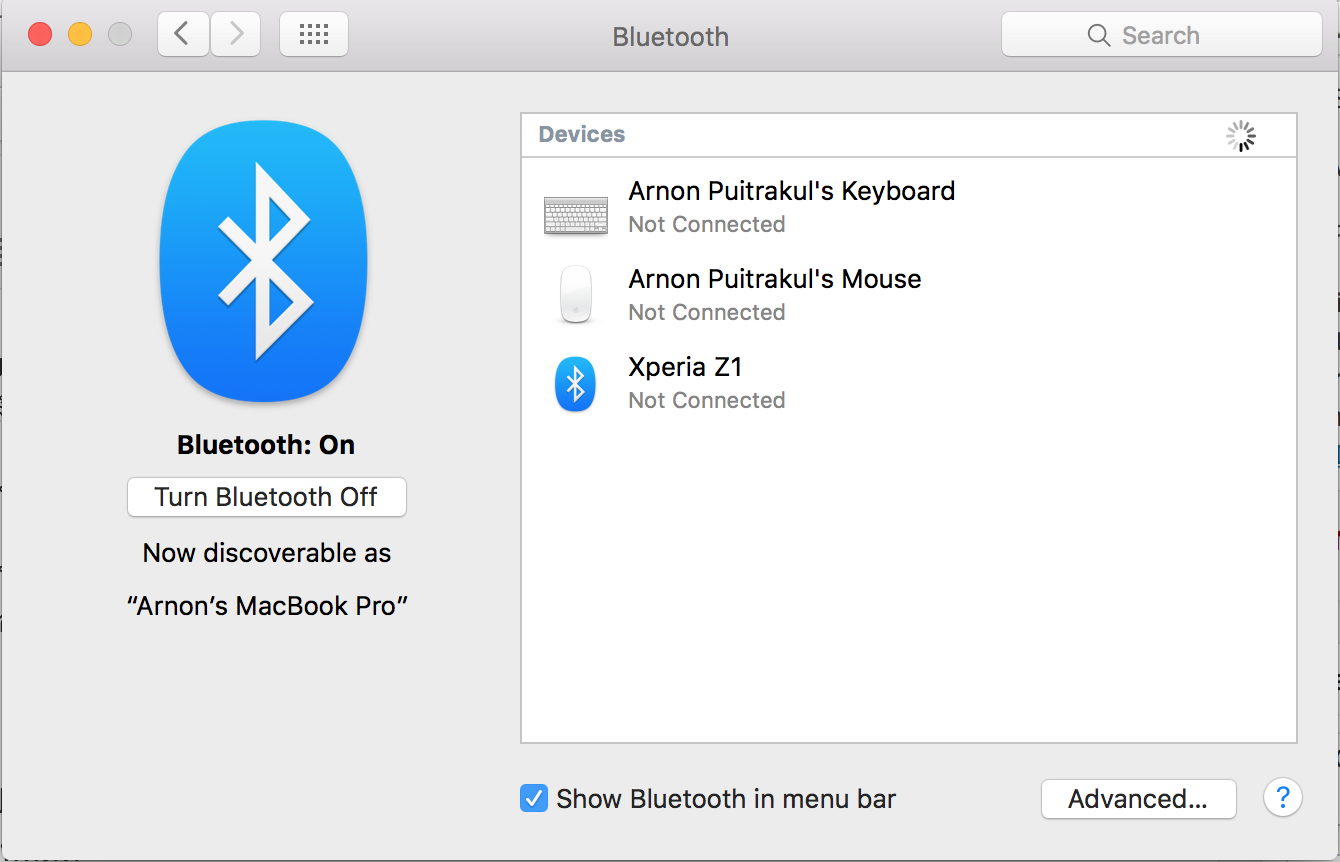 Bluetooth
Search
Devices
Arnon Puitrakul's Keyboard
Not Connected
Arnon Puitrakul's Mouse
Not Connected
Xperia Z1
Not Connected
Bluetooth: On
Turn Bluetooth Off
Now discoverable as
“Arnon’s MacBook Pro”
Show Bluetooth in menu bar
Advanced...
?